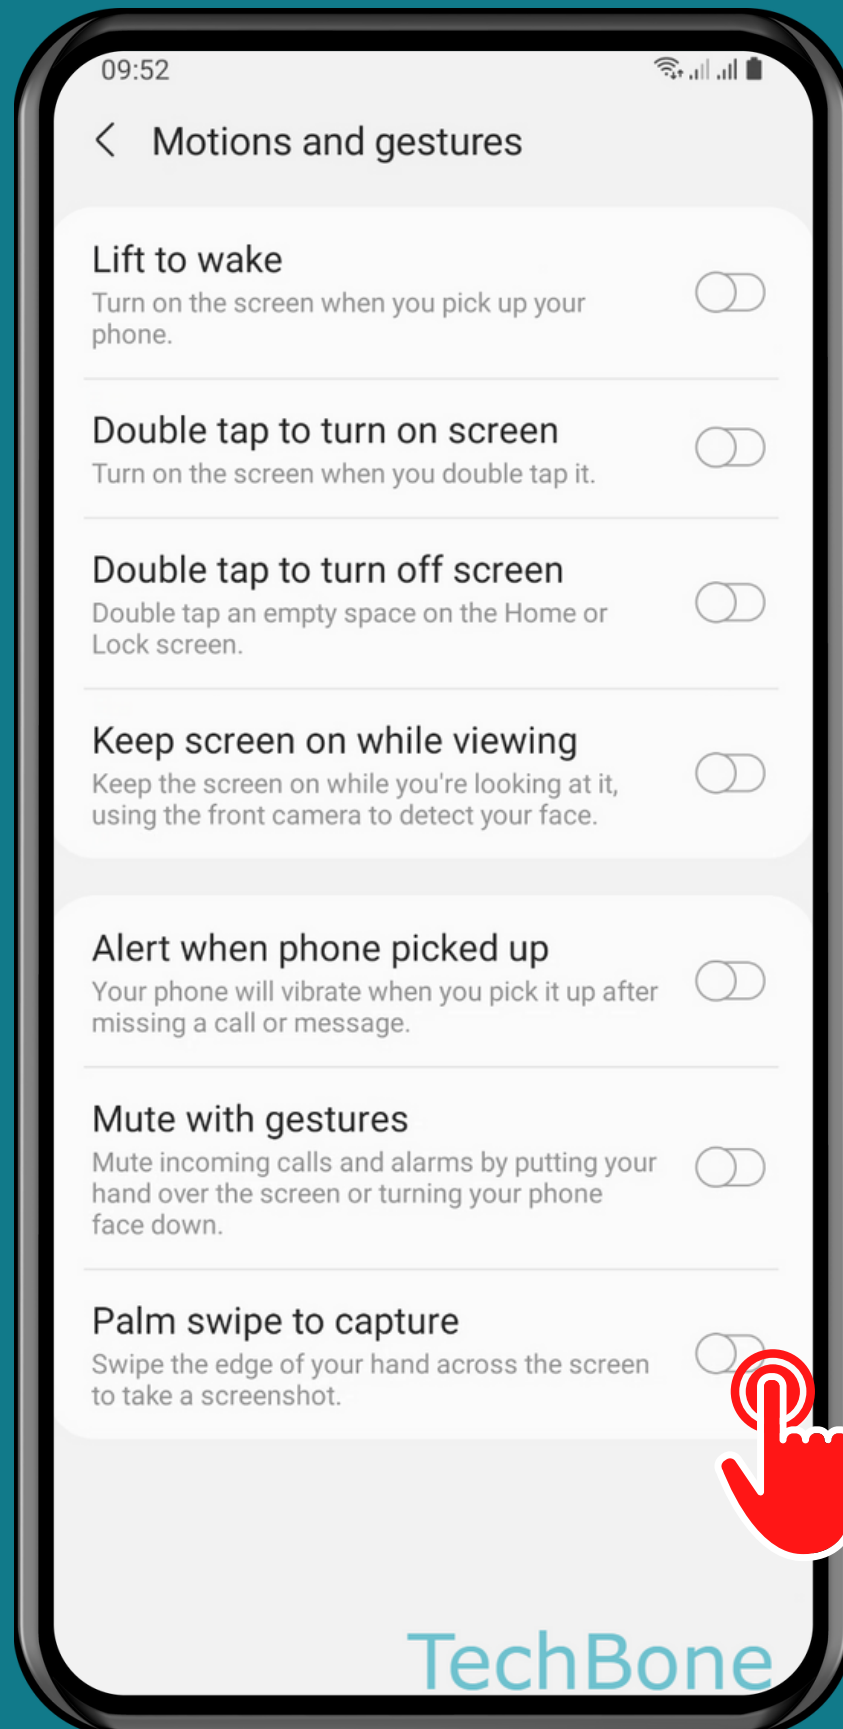 09:52
Motions and gestures
Lift to wake
Turn on the screen when you pick up your
phone.
Double tap to turn on screen
Turn on the screen when you double tap it.
Double tap to turn off screen
Double tap an empty space on the Home or
Lock screen.
Keep screen on while viewing
Keep the screen on while you're looking at it,
using the front camera to detect your face.
Alert when phone picked up
Your phone will vibrate when you pick it up after
missing a call or message.
Mute with gestures
Mute incoming calls and alarms by putting your
hand over the screen or turning your phone
face down.
Palm swipe to capture
Swipe the edge of your hand across the screen
to take a screenshot.
TechBone